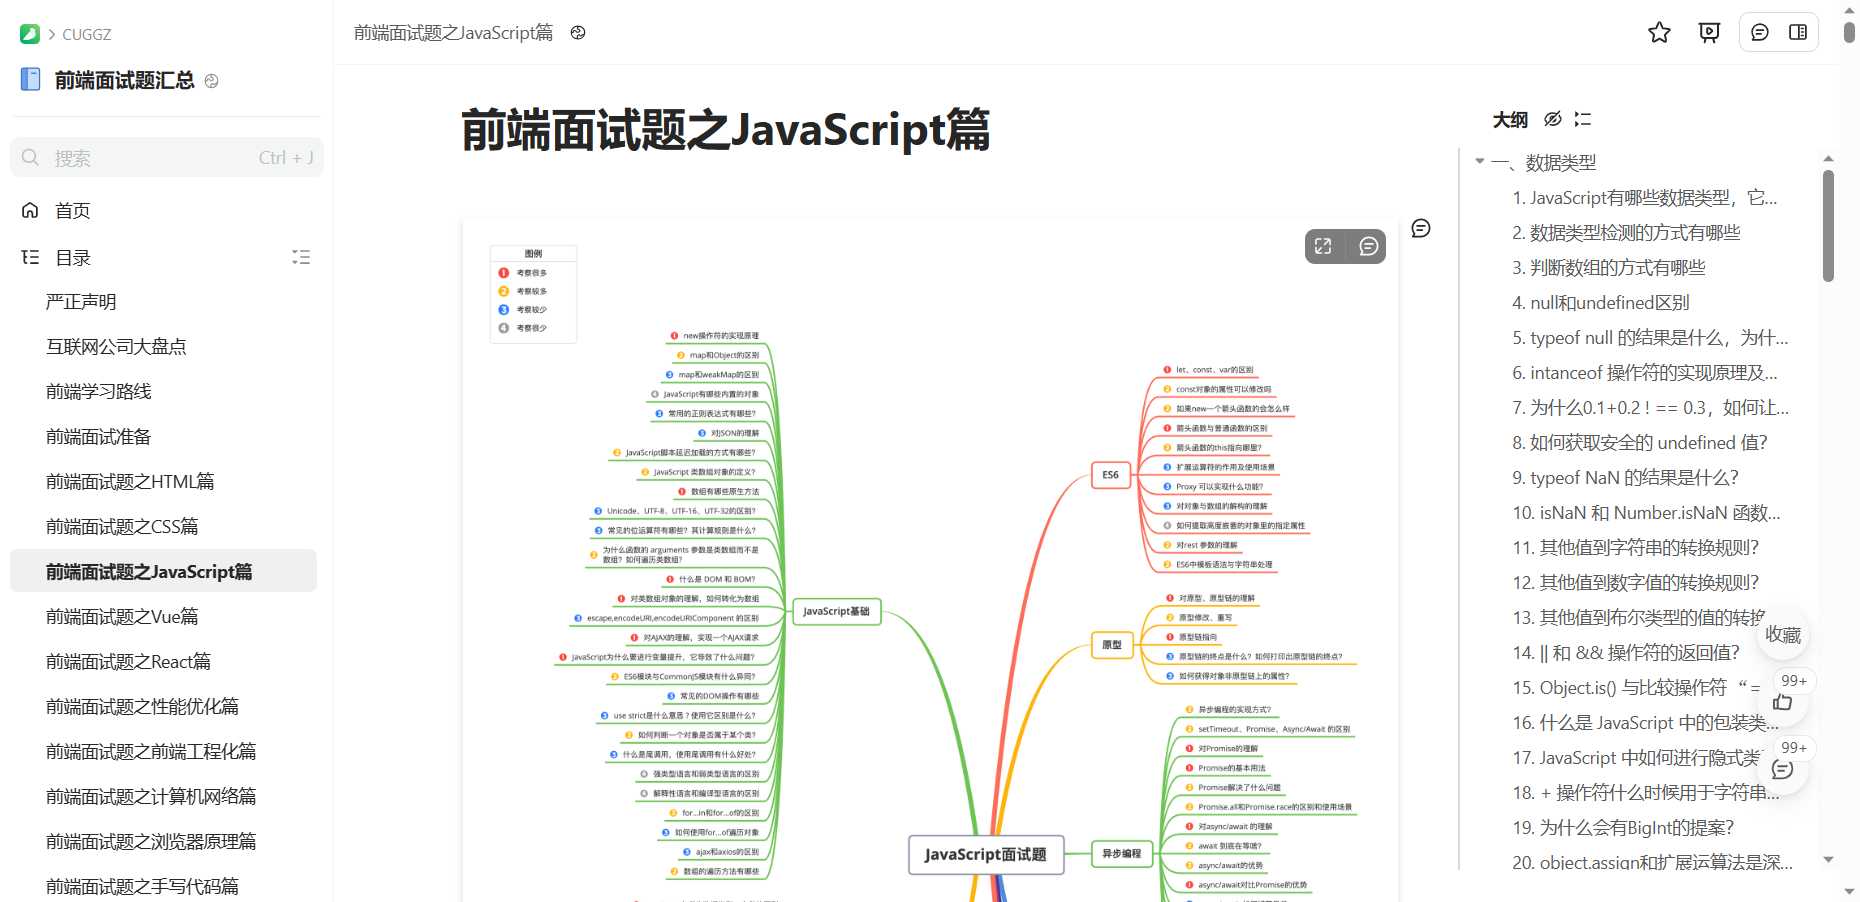 CUGGZ
前端面试题汇总
搜索 Ctrl + J
首页
目录
严正声明
互联网公司大盘点
前端学习路线
前端面试准备
前端面试题之HTML篇
前端面试题之CSS篇
前端面试题之JavaScript篇
前端面试题之Vue篇
前端面试题之React篇
前端面试题之性能优化篇
前端面试题之前端工程化篇
前端面试题之计算机网络篇
前端面试题之浏览器原理篇
前端面试题之手写代码篇
前端面试题之JavaScript篇
前端面试题之JavaScript篇
图例
1 考察很多
2 考察较多
3 考察较少
4 考察很少
new操作符的实现原理
map和Object的区别
map和weakMap的区别
JavaScript有哪些内置的对象
常用的正则表达式有哪些?
对JSON的理解
JavaScript脚本延迟加载的方式有哪些?
JavaScript 类数组对象的定义?
数组有哪些原生方法
Unicode、UTF-8、UTF-16、UTF-32的区别?
常见的位运算符有哪些? 其计算规则是什么?
为什么函数的 arguments 参数是类数组而不是
数组? 如何遍历类数组?
什么是 DOM 和 BOM?
对类数组对象的理解, 如何转化为数组
escape,encodeURI,encodeURIComponent 的区别
对AJAX的理解, 实现一个AJAX请求
JavaScript为什么要进行变量提升, 它导致了什么问题?
ES6模块与CommonJS模块有什么异同?
常见的DOM操作有哪些
use strict是什么意思 ? 使用它区别是什么?
如何判断一个对象是否属于某个类?
什么是尾调用, 使用尾调用有什么好处?
强类型语言和弱类型语言的区别
解释性语言和编译型语言的区别
for...in和for...of的区别
如何使用for...of遍历对象
ajax和axios的区别
数组的遍历方法有哪些
JavaScript基础
JavaScript面试题
ES6
let、const、var的区别
const对象的属性可以修改吗
如果new一个箭头函数的会怎么样
箭头函数与普通函数的区别
箭头函数的this指向哪里?
扩展运算符的作用及使用场景
Proxy 可以实现什么功能?
对对象与数组的解构的理解
如何提取高度嵌套的对象里的指定属性
对rest 参数的理解
ES6中模板语法与字符串处理
原型
对原型、原型链的理解
原型修改、重写
原型链指向
原型链的终点是什么? 如何打印出原型链的终点?
如何获得对象非原型链上的属性?
异步编程
异步编程的实现方式?
setTimeout、Promise、Async/Await 的区别
对Promise的理解
Promise的基本用法
Promise解决了什么问题
Promise.all和Promise.race的区别和使用场景
对async/await 的理解
await 到底在等啥?
async/await的优势
async/await对比Promise的优势
大纲
一、数据类型
1. JavaScript有哪些数据类型，它...
2. 数据类型检测的方式有哪些
3. 判断数组的方式有哪些
4. null和undefined区别
5. typeof null 的结果是什么，为什...
6. intanceof 操作符的实现原理及...
7. 为什么0.1+0.2 ! == 0.3，如何让...
8. 如何获取安全的 undefined 值?
9. typeof NaN 的结果是什么?
10. isNaN 和 Number.isNaN 函数...
11. 其他值到字符串的转换规则?
12. 其他值到数字值的转换规则?
13. 其他值到布尔类型的值的转换
14. || 和 && 操作符的返回值?
15. Object.is() 与比较操作符 “=
16. 什么是 JavaScript 中的包装类...
17. JavaScript 中如何进行隐式类
18. + 操作符什么时候用于字符串...
19. 为什么会有BigInt的提案?
20. object.assign和扩展运算法是深...
收藏
99+
99+